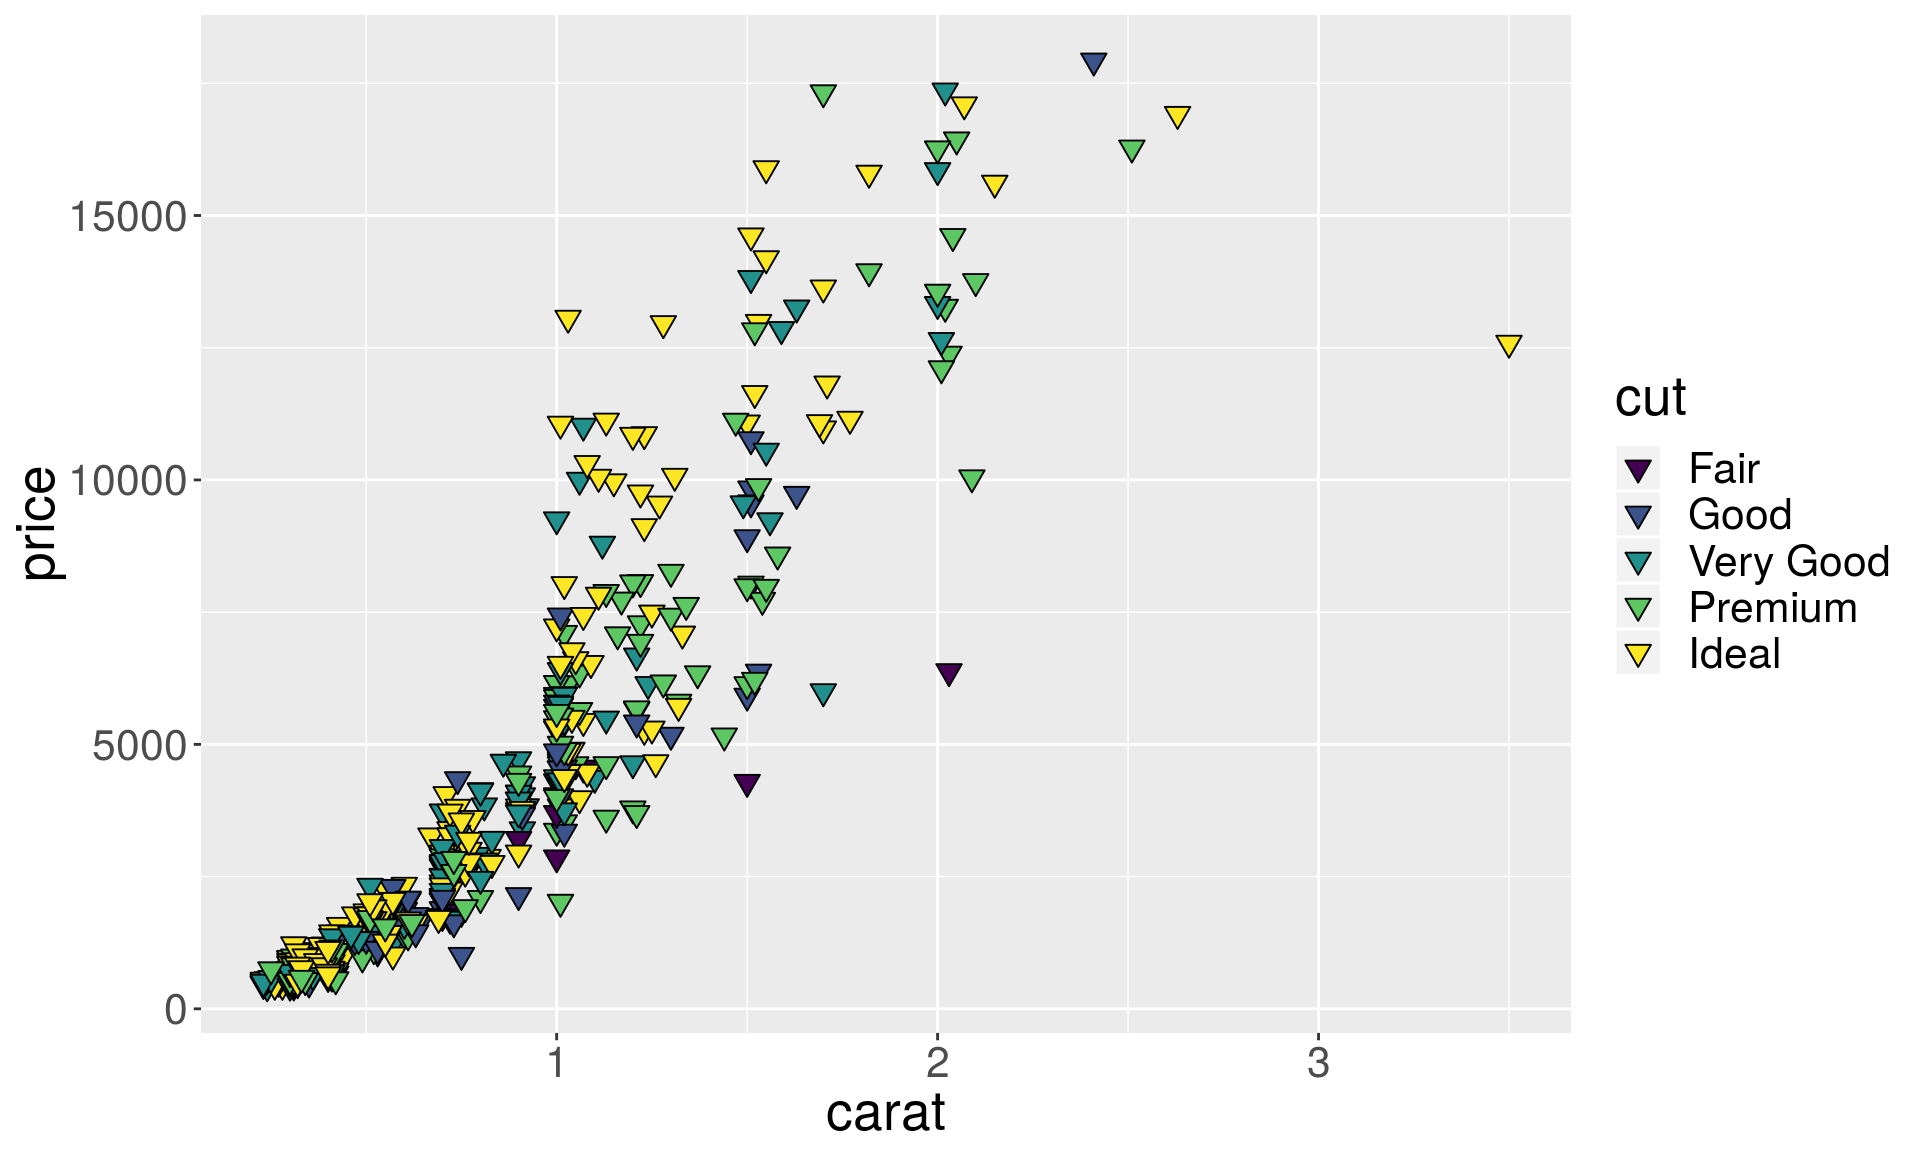 price
15000
10000
5000
0
1
2
3
carat
cut
Fair
Good
Very Good
Premium
Ideal